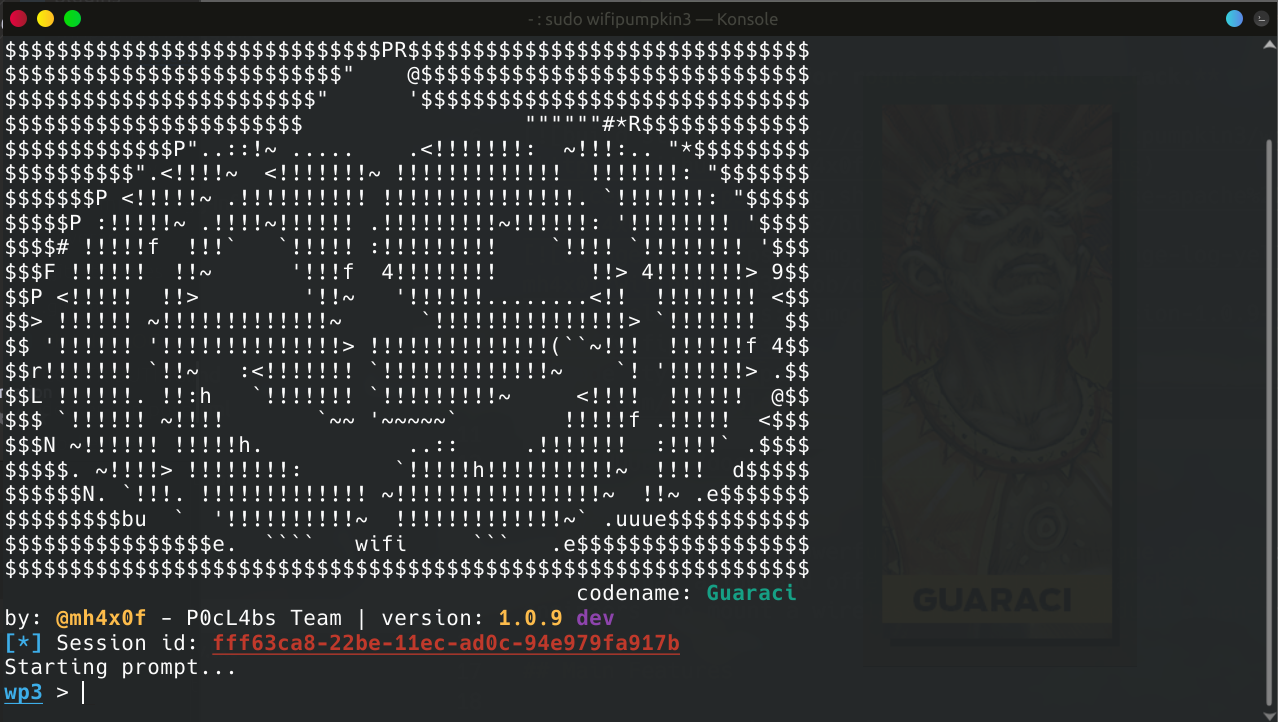 - : sudo wifipumpkin3 — Konsole
$$$$$$$$$$$$$$$$$$$$$$$$$$$$$PR$$$$$$$$$$$$$$$$$$$$$$$$$$$$$$$
$$$$$$$$$$$$$$$$$$$$$$$$$$"    @$$$$$$$$$$$$$$$$$$$$$$$$$$$$$$
$$$$$$$$$$$$$$$$$$$$$$$$"      '$$$$$$$$$$$$$$$$$$$$$$$$$$$$$$
$$$$$$$$$$$$$$$$$$$$$$$                 """"""#*R$$$$$$$$$$$$$
$$$$$$$$$$$$$P"..::!~ .....    .<!!!!!!!:  ~!!!:.. "*$$$$$$$$$
$$$$$$$$$$".<!!!!~  <!!!!!!!~ !!!!!!!!!!!!!  !!!!!!!: "$$$$$$$
$$$$$$$P <!!!!!~ .!!!!!!!!!! !!!!!!!!!!!!!!!. `!!!!!!!: "$$$$$
$$$$$P :!!!!!~ .!!!!~!!!!!! .!!!!!!!!!~!!!!!!: '!!!!!!!! '$$$$
$$$$# !!!!!f  !!!`   `!!!!! :!!!!!!!!!    `!!!! `!!!!!!!! '$$$
$$$F !!!!!!  !!~      '!!!f  4!!!!!!!!       !!> 4!!!!!!!> 9$$
$$P <!!!!!  !!>        '!!~   '!!!!!!........<!!  !!!!!!!! <$$
$$> !!!!!! ~!!!!!!!!!!!!!~      `!!!!!!!!!!!!!!!> `!!!!!!!  $$
$$ '!!!!!! '!!!!!!!!!!!!!!> !!!!!!!!!!!!!!(``~!!!  !!!!!!f 4$$
$$r!!!!!!! `!!~   :<!!!!!!! `!!!!!!!!!!!!!~    `! '!!!!!!> .$$
$$L !!!!!!. !!:h   `!!!!!!! `!!!!!!!!!~     <!!!!  !!!!!!  @$$
$$$ `!!!!!! ~!!!!       `~~ '~~~~~`        !!!!!!f .!!!!!  <$$$
$$$N ~!!!!!! !!!!!h.           ..::     .!!!!!!!  :!!!!` .$$$$
$$$$$. ~!!!!> !!!!!!!!:       `!!!!!h!!!!!!!!!!~  !!!!  d$$$$$
$$$$$$N. `!!!. !!!!!!!!!!!!! ~!!!!!!!!!!!!!!!!~  !!~ .e$$$$$$$
$$$$$$$$$bu  `  '!!!!!!!!!!~  !!!!!!!!!!!!!~` .uuue$$$$$$$$$$$
$$$$$$$$$$$$$$$$e.  ````   wifi     ```   .e$$$$$$$$$$$$$$$$$$
$$$$$$$$$$$$$$$$$$$$$$$$$$$$$$$$$$$$$$$$$$$$$$$$$$$$$$$$$$$$$$
codename: Guaraci
by: @mh4x0f - P0cL4bs Team | version: 1.0.9 dev
[*] Session id: fff63ca8-22be-11ec-ad0c-94e979fa917b
Starting prompt...
wp3 >
GUARACI